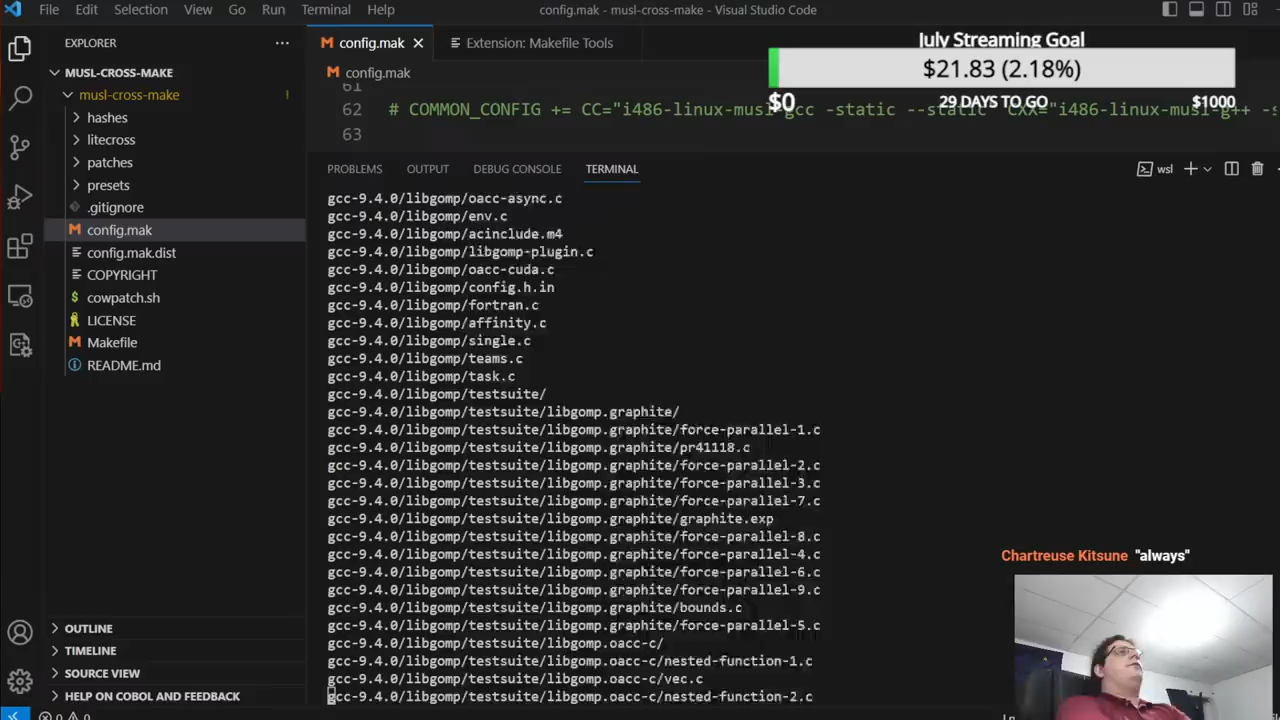 File Edit Selection View Go Run Terminal Help
config.mak - musl-cross-make - Visual Studio Code
EXPLORER
config.mak
Extension: Makefile Tools
July Streaming Goal
$21.83 (2.18%)
$0
29 DAYS TO GO
$1000
MUSL-CROSS-MAKE
musl-cross-make !
hashes
litecross
patches
presets
.gitignore
config.mak
config.mak.dist
COPYRIGHT
cowpatch.sh
LICENSE
Makefile
README.md
OUTLINE
TIMELINE
SOURCE VIEW
HELP ON COBOL AND FEEDBACK
config.mak
61
62 # COMMON_CONFIG += CC="i486-linux-musl-gcc -static --static" CXX="i486-linux-musl-g++ -s
63
PROBLEMS OUTPUT DEBUG CONSOLE TERMINAL
wsl
gcc-9.4.0/libgomp/oacc-async.c
gcc-9.4.0/libgomp/env.c
gcc-9.4.0/libgomp/acinclude.m4
gcc-9.4.0/libgomp/libgomp-plugin.c
gcc-9.4.0/libgomp/oacc-cuda.c
gcc-9.4.0/libgomp/config.h.in
gcc-9.4.0/libgomp/fortran.c
gcc-9.4.0/libgomp/affinity.c
gcc-9.4.0/libgomp/single.c
gcc-9.4.0/libgomp/teams.c
gcc-9.4.0/libgomp/task.c
gcc-9.4.0/libgomp/testsuite/
gcc-9.4.0/libgomp/testsuite/libgomp.graphite/
gcc-9.4.0/libgomp/testsuite/libgomp.graphite/force-parallel-1.c
gcc-9.4.0/libgomp/testsuite/libgomp.graphite/pr41118.c
gcc-9.4.0/libgomp/testsuite/libgomp.graphite/force-parallel-2.c
gcc-9.4.0/libgomp/testsuite/libgomp.graphite/force-parallel-3.c
gcc-9.4.0/libgomp/testsuite/libgomp.graphite/force-parallel-7.c
gcc-9.4.0/libgomp/testsuite/libgomp.graphite/graphite.exp
gcc-9.4.0/libgomp/testsuite/libgomp.graphite/force-parallel-8.c
gcc-9.4.0/libgomp/testsuite/libgomp.graphite/force-parallel-4.c
gcc-9.4.0/libgomp/testsuite/libgomp.graphite/force-parallel-6.c
gcc-9.4.0/libgomp/testsuite/libgomp.graphite/force-parallel-9.c
gcc-9.4.0/libgomp/testsuite/libgomp.graphite/bounds.c
gcc-9.4.0/libgomp/testsuite/libgomp.graphite/force-parallel-5.c
gcc-9.4.0/libgomp/testsuite/libgomp.oacc-c/
gcc-9.4.0/libgomp/testsuite/libgomp.oacc-c/nested-function-1.c
gcc-9.4.0/libgomp/testsuite/libgomp.oacc-c/vec.c
gcc-9.4.0/libgomp/testsuite/libgomp.oacc-c/nested-function-2.c
Chartreuse Kitsune "always"